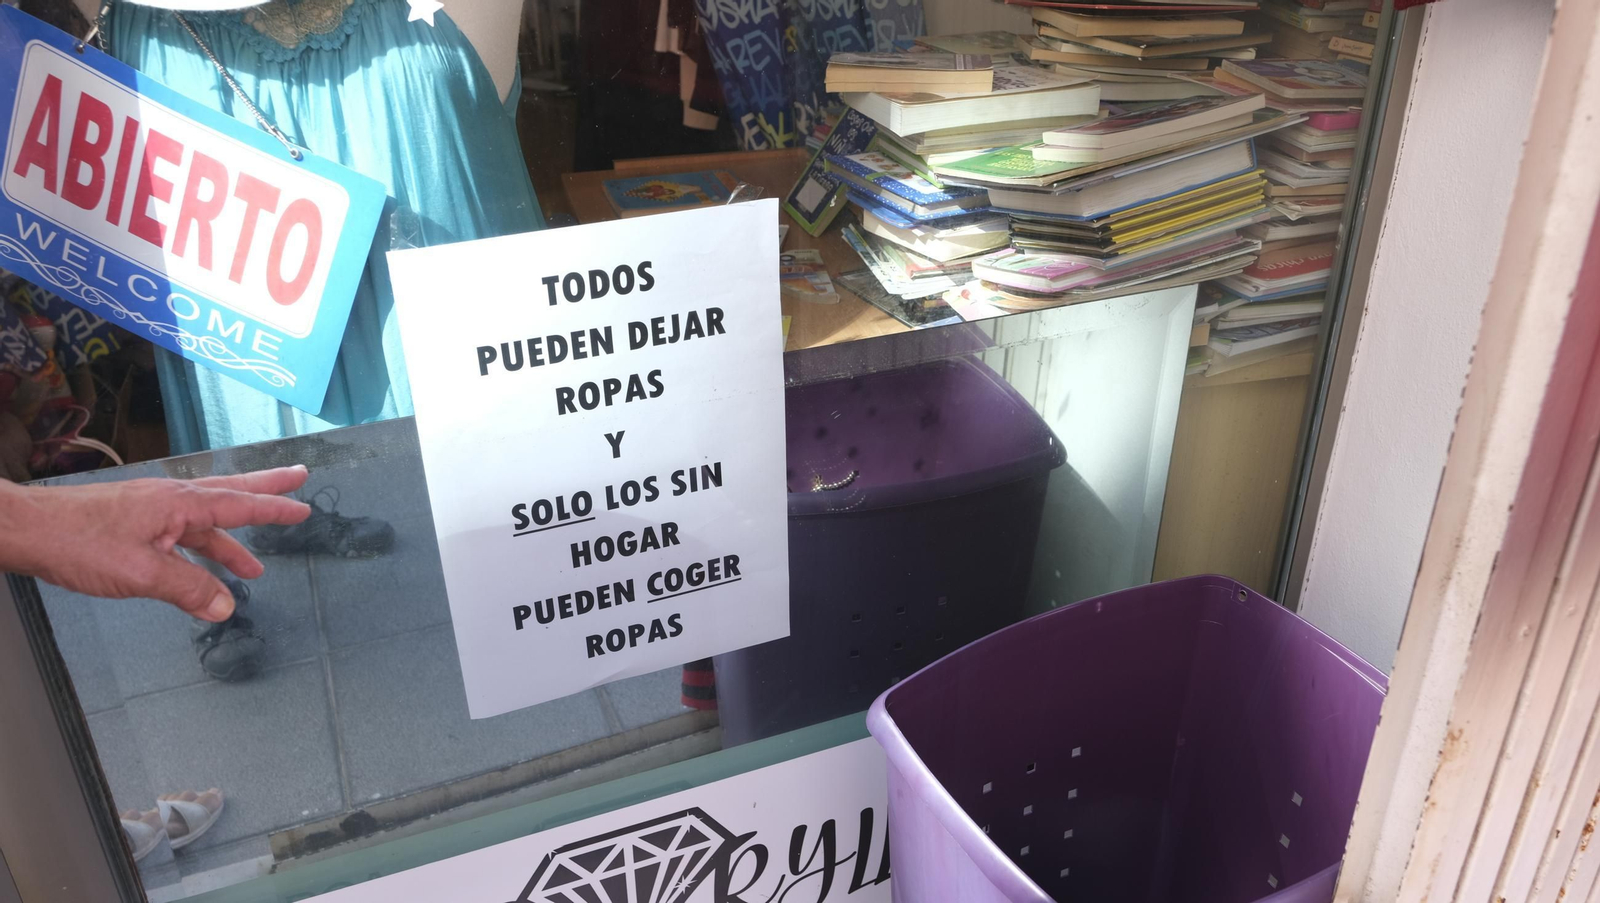 ABIERTO
WELCOME
TODOS
PUEDEN DEJAR
ROPAS
Y
SOLO LOS SIN
HOGAR
PUEDEN COGER
ROPAS